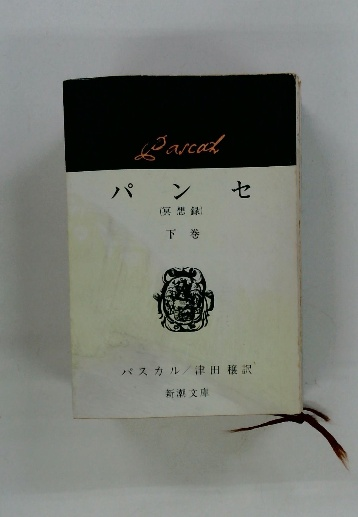 Pascal
パンセ
(冥想録)
下巻
パスカル／津田穣訳
新潮文庫